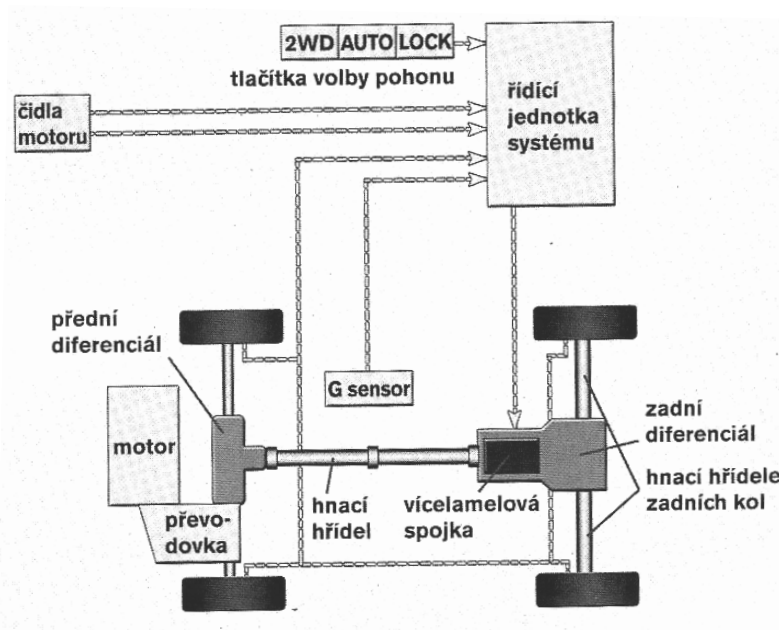 2WD AUTO LOCK
tlačítka volby pohonu
řídící
jednotka
systému
čidla
motoru
přední
diferenciál
G sensor
motor
převo-
dovka
hnací
hřídel
vícelamelová
spojka
zadní
diferenciál
hnací hřídele
zadních kol